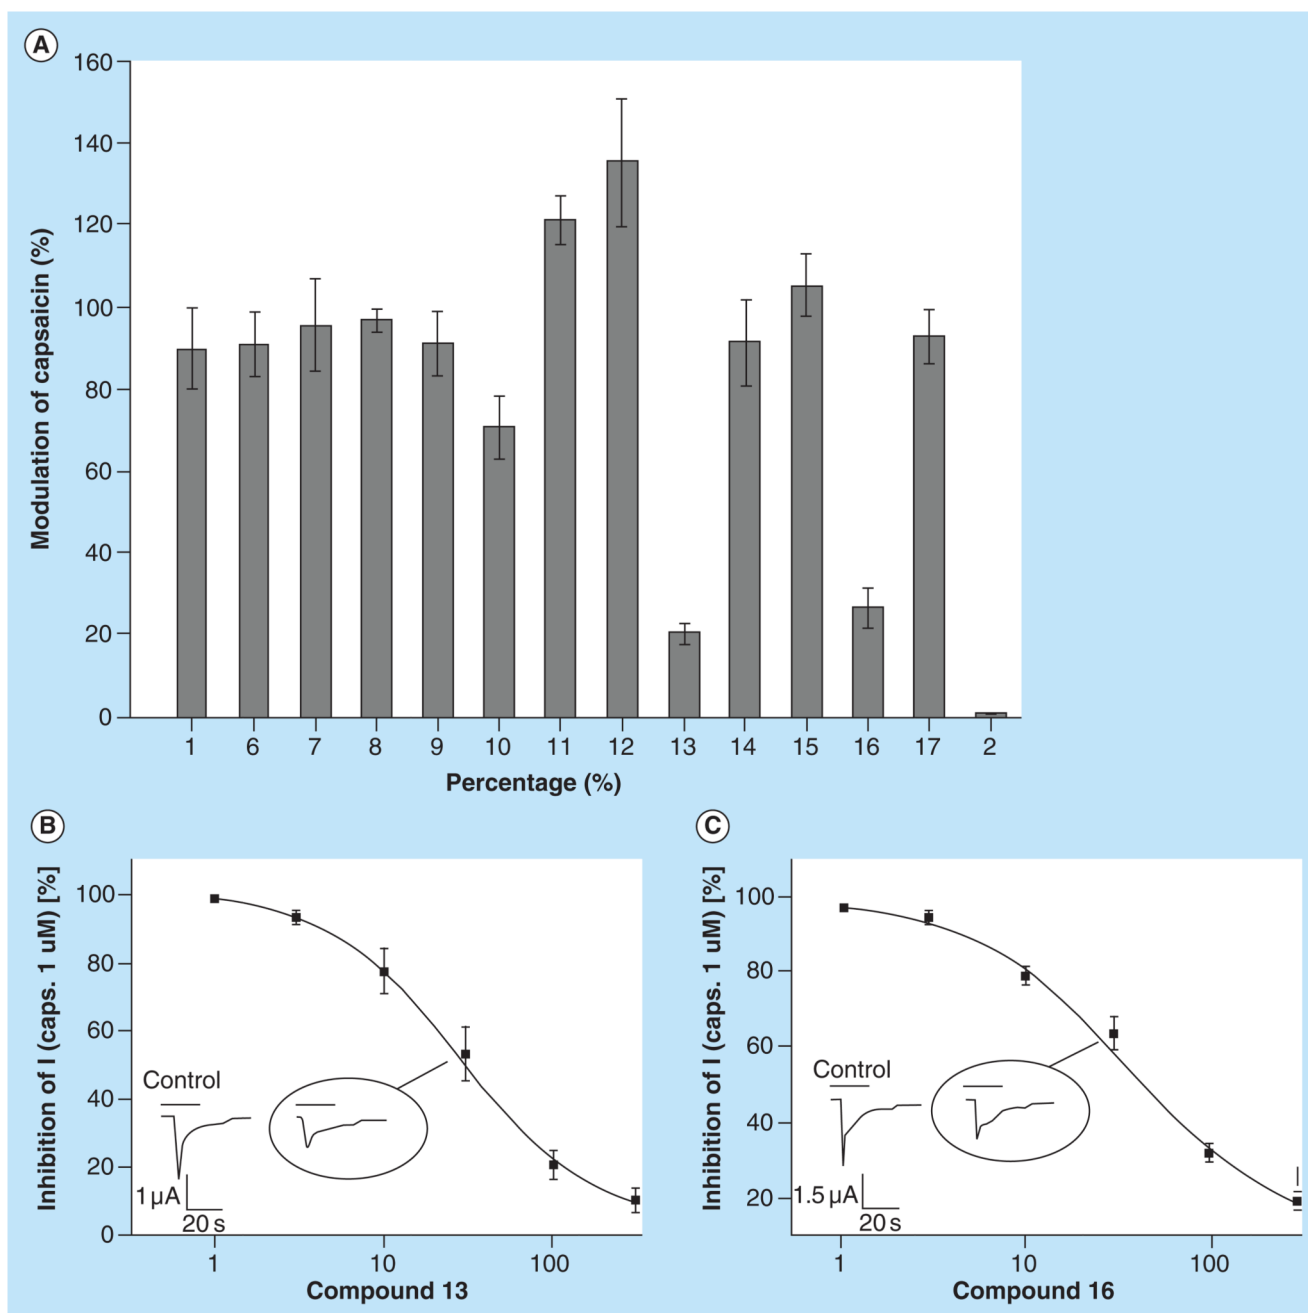 A
Modulation of capsaicin (%)
160
140
120
100
80
60
40
20
0
1 6 7 8 9 10 11 12 13 14 15 16 17 2
Percentage (%)
B
Inhibition of I (caps. 1 uM) [%]
100
80
60
40
20
0
Control
1 µA
20 s
1 10 100
Compound 13
C
Inhibition of I (caps. 1 uM) [%]
100
80
60
40
20
Control
1.5 µA
20 s
1 10 100
Compound 16